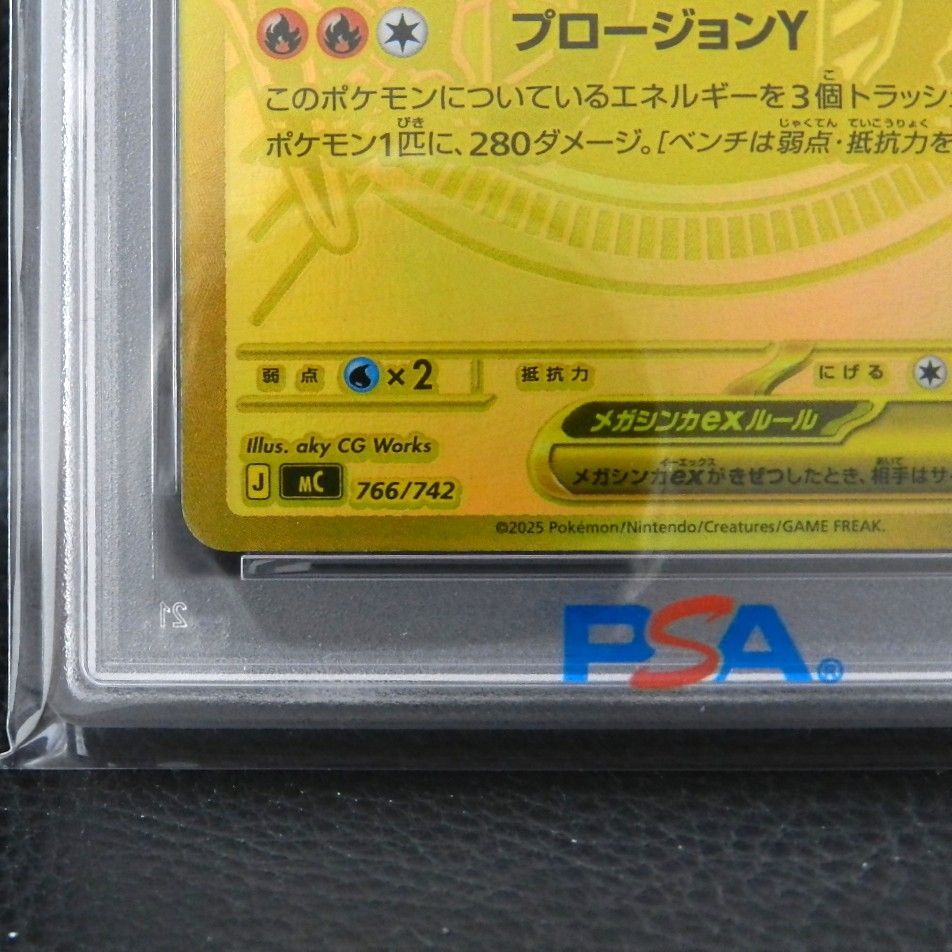 プロージョンY
このポケモンについているエネルギーを3個トラッシ
ポケモン1匹に、280ダメージ。[ベンチは弱点・抵抗力を
弱点 ×2 抵抗力 にげる
メガシンカexルール
Illus. aky CG Works
メガシンカexがきぜつしたとき、相手はサ
J MC 766/742
©2025 Pokémon/Nintendo/Creatures/GAME FREAK.
21
PSA®